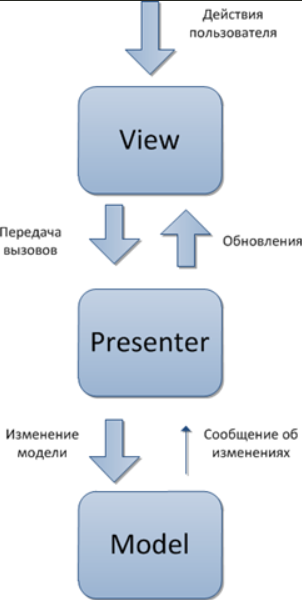 Действия
пользователя
View
Передача
вызовов
Обновления
Presenter
Изменение
модели
Сообщение об
изменениях
Model